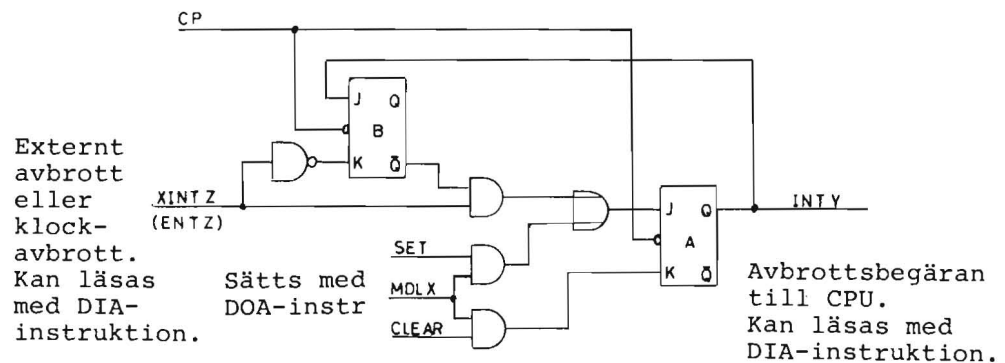 CP
J Q
B
K Q̄
Externt
avbrott
eller
klock-
avbrott.
Kan läsas
med DIA-
instruktion.
XINTZ
(ENTZ)
SET
MDLX
CLEAR
Sätts med
DOA-instr
J Q
A
K Q̄
INTY
Avbrottsbegäran
till CPU.
Kan läsas med
DIA-instruktion.